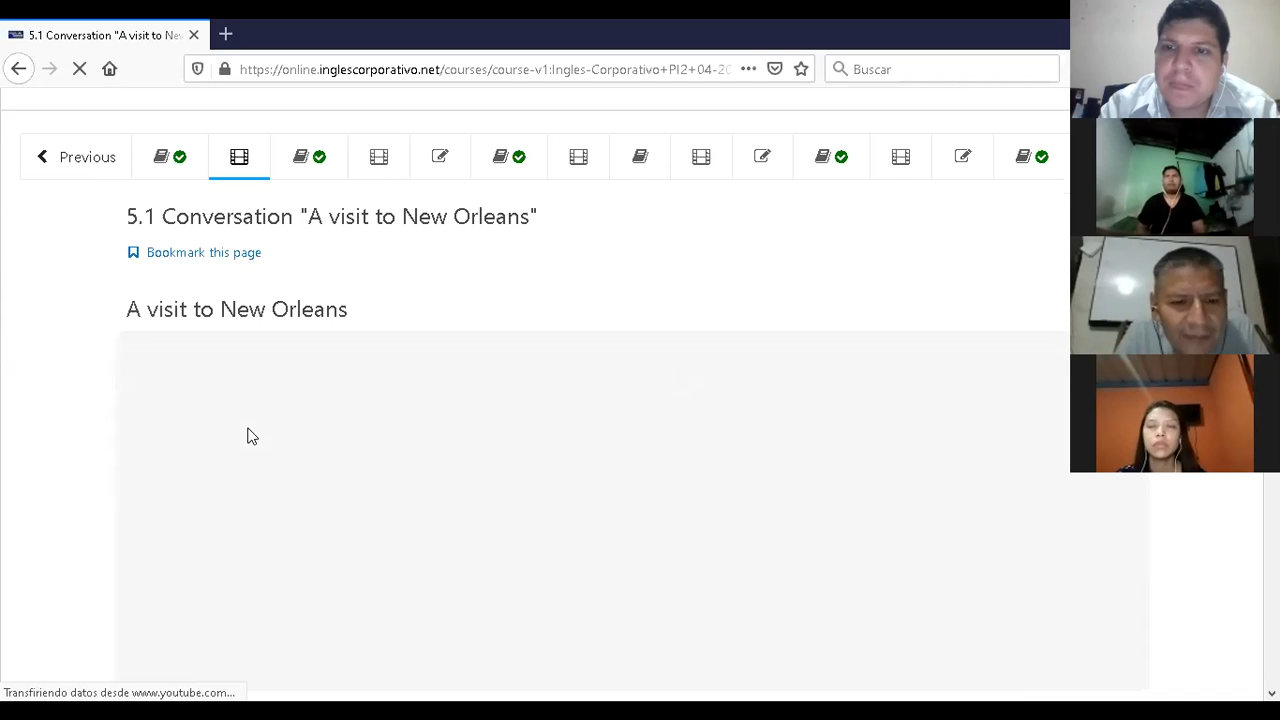 5.1 Conversation "A visit to Nev
https://online.inglescorporativo.net/courses/course-v1:Ingles-Corporativo+PI2+04-20
Buscar
Previous
5.1 Conversation "A visit to New Orleans"
Bookmark this page
A visit to New Orleans
Transfiriendo datos desde www.youtube.com...